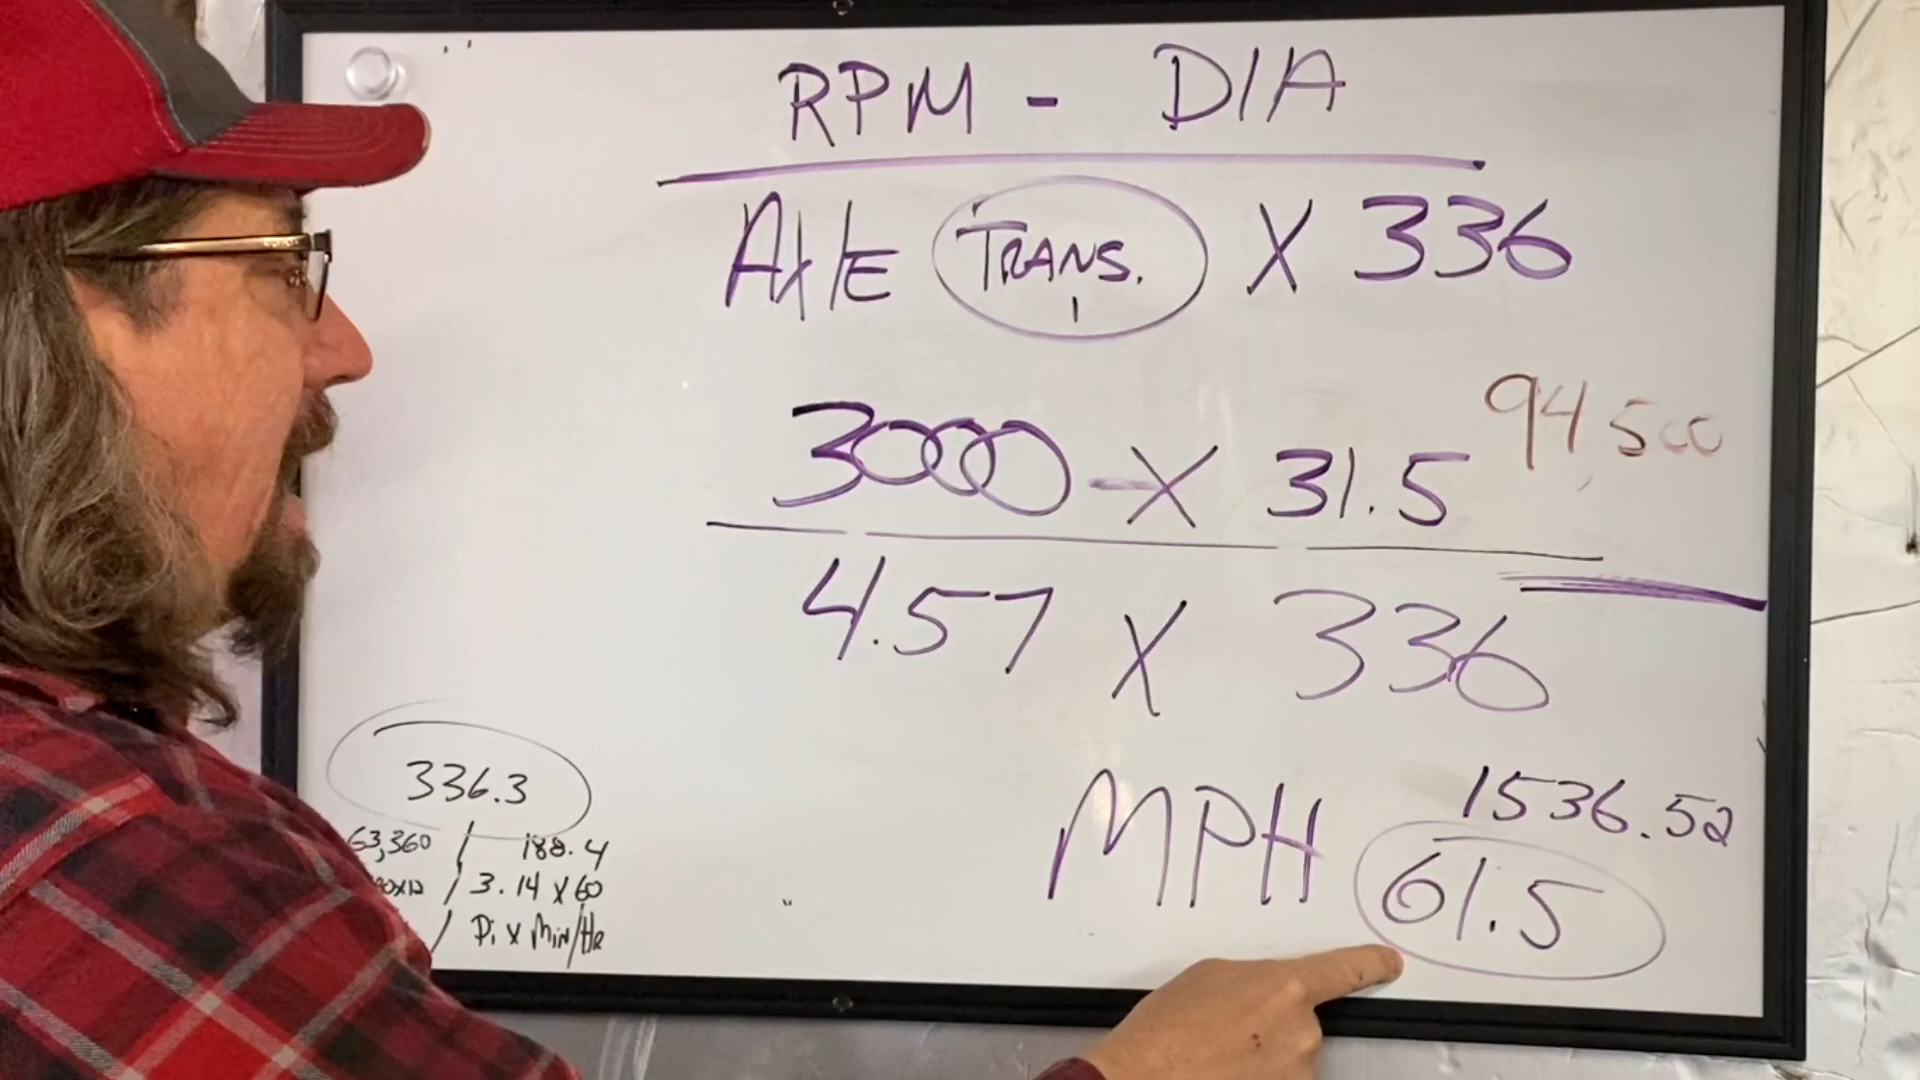 RPM - DIA
AXlE TRANS. X 336
1
3000 -X 31.5 94,500
4.57 X 336
1536.52
MPH 61.5
336.3
63,360 / 188.4
/ 3.14 X 60
/ Pi x Min/HR